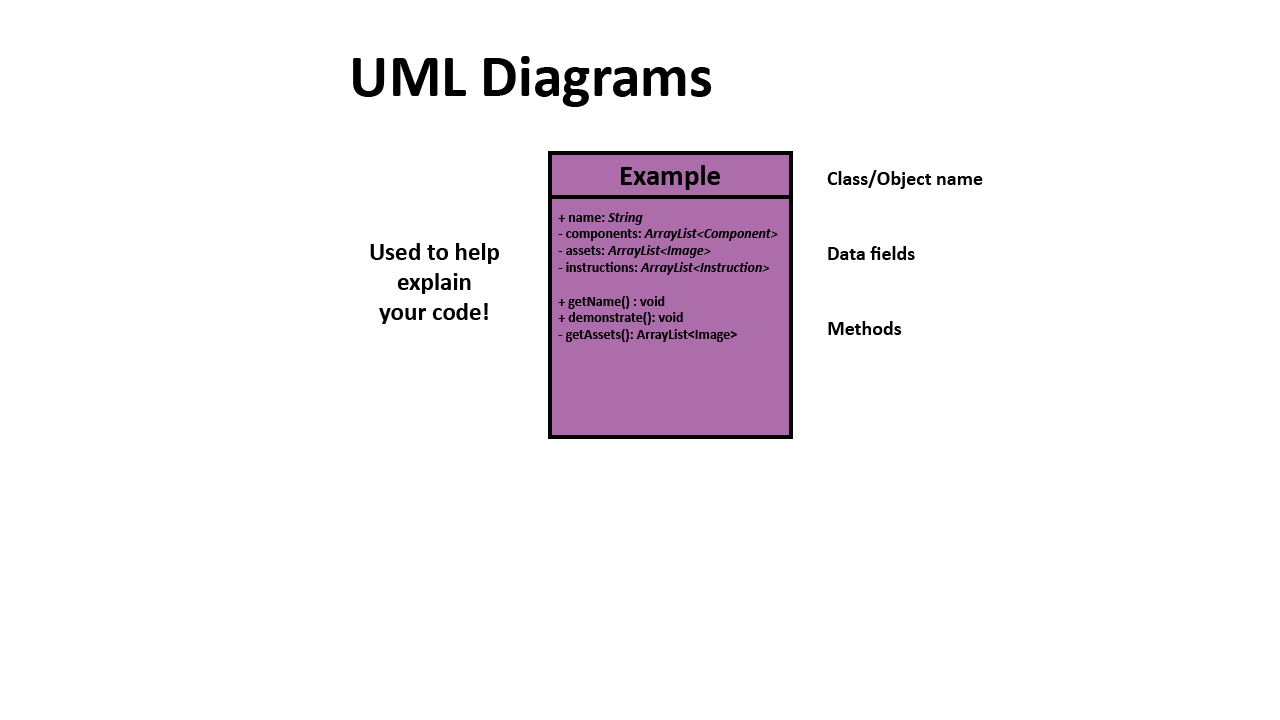 UML Diagrams
Used to help
explain
your code!
Example
+ name: String
- components: ArrayList<Component>
- assets: ArrayList<Image>
- instructions: ArrayList<Instruction>
+ getName() : void
+ demonstrate(): void
- getAssets(): ArrayList<Image>
Class/Object name
Data fields
Methods